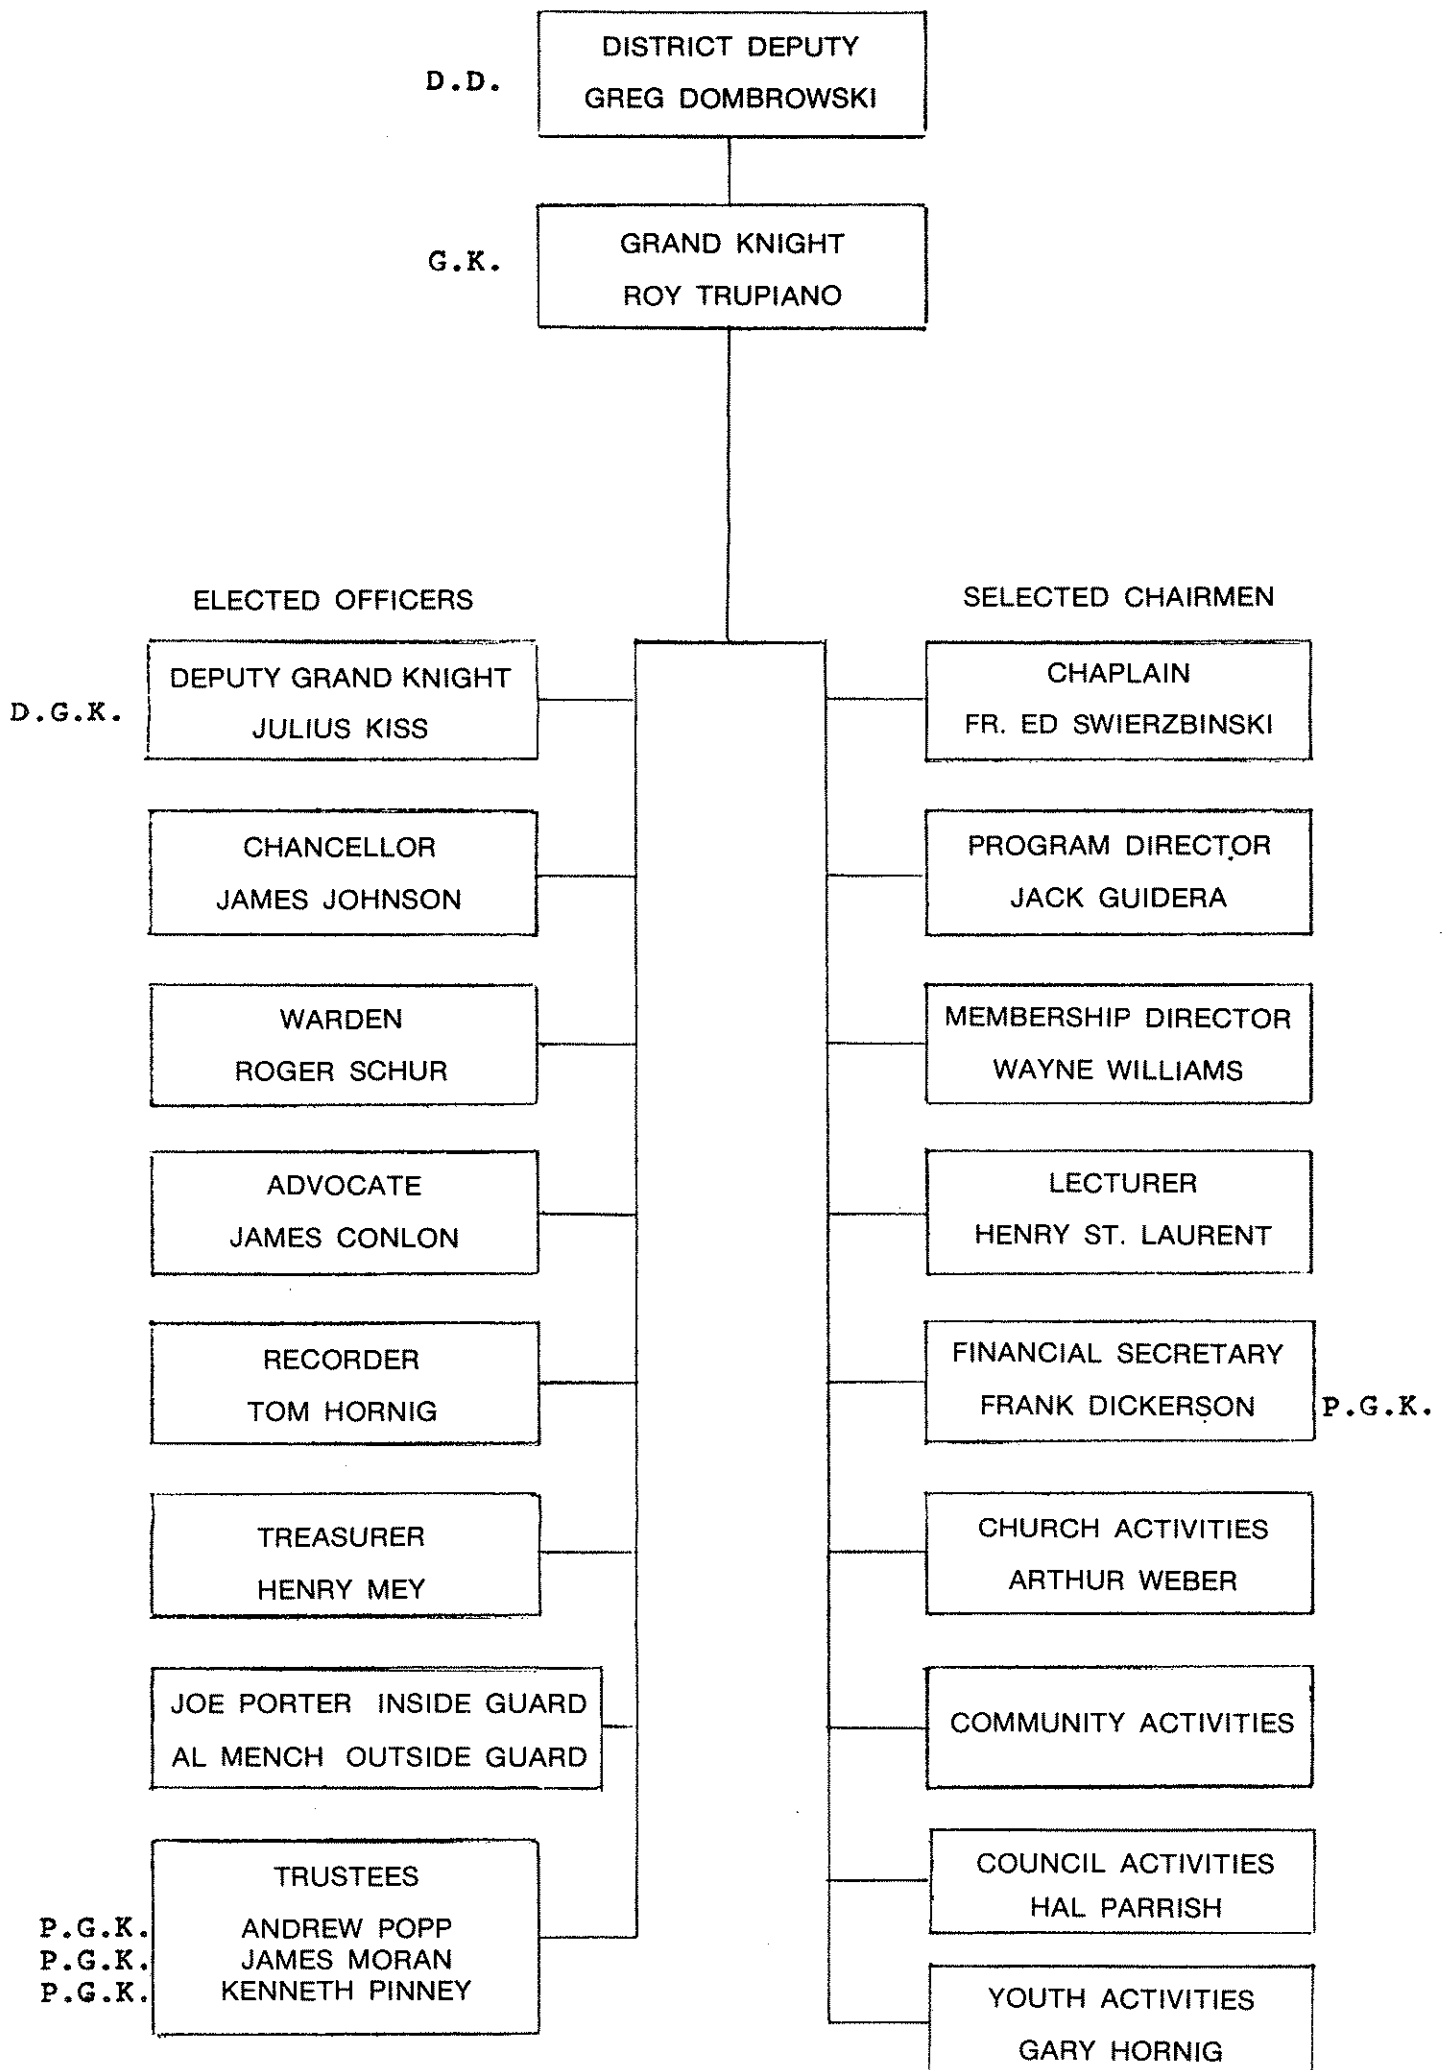 DISTRICT DEPUTY
D.D.
GREG DOMBROWSKI
GRAND KNIGHT
G.K.
ROY TRUPIANO
ELECTED OFFICERS
DEPUTY GRAND KNIGHT
D.G.K.
JULIUS KISS
CHANCELLOR
JAMES JOHNSON
WARDEN
ROGER SCHUR
ADVOCATE
JAMES CONLON
RECORDER
TOM HORNIG
TREASURER
HENRY MEY
JOE PORTER INSIDE GUARD
AL MENCH OUTSIDE GUARD
TRUSTEES
P.G.K. ANDREW POPP
P.G.K. JAMES MORAN
P.G.K. KENNETH PINNEY
SELECTED CHAIRMEN
CHAPLAIN
FR. ED SWIERZBINSKI
PROGRAM DIRECTOR
JACK GUIDERA
MEMBERSHIP DIRECTOR
WAYNE WILLIAMS
LECTURER
HENRY ST. LAURENT
FINANCIAL SECRETARY
FRANK DICKERSON P.G.K.
CHURCH ACTIVITIES
ARTHUR WEBER
COMMUNITY ACTIVITIES
COUNCIL ACTIVITIES
HAL PARRISH
YOUTH ACTIVITIES
GARY HORNIG